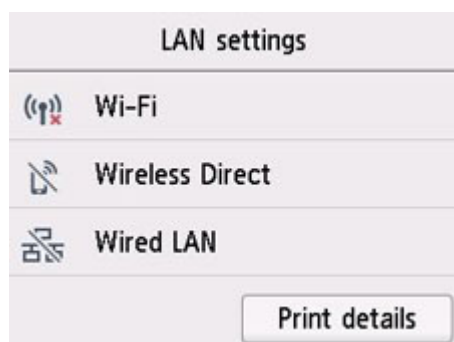 LAN settings
Wi-Fi
Wireless Direct
Wired LAN
Print details